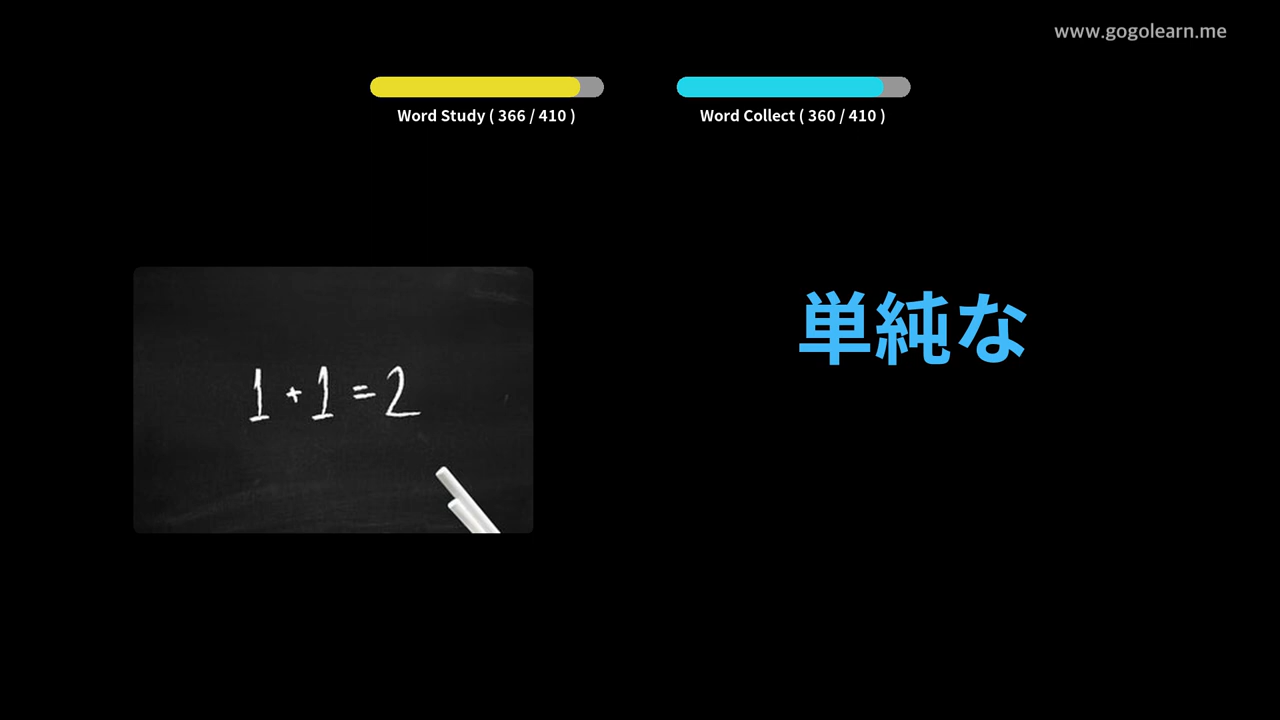 www.gogolearn.me
Word Study ( 366 / 410 )
Word Collect ( 360 / 410 )
1 + 1 = 2
単純な